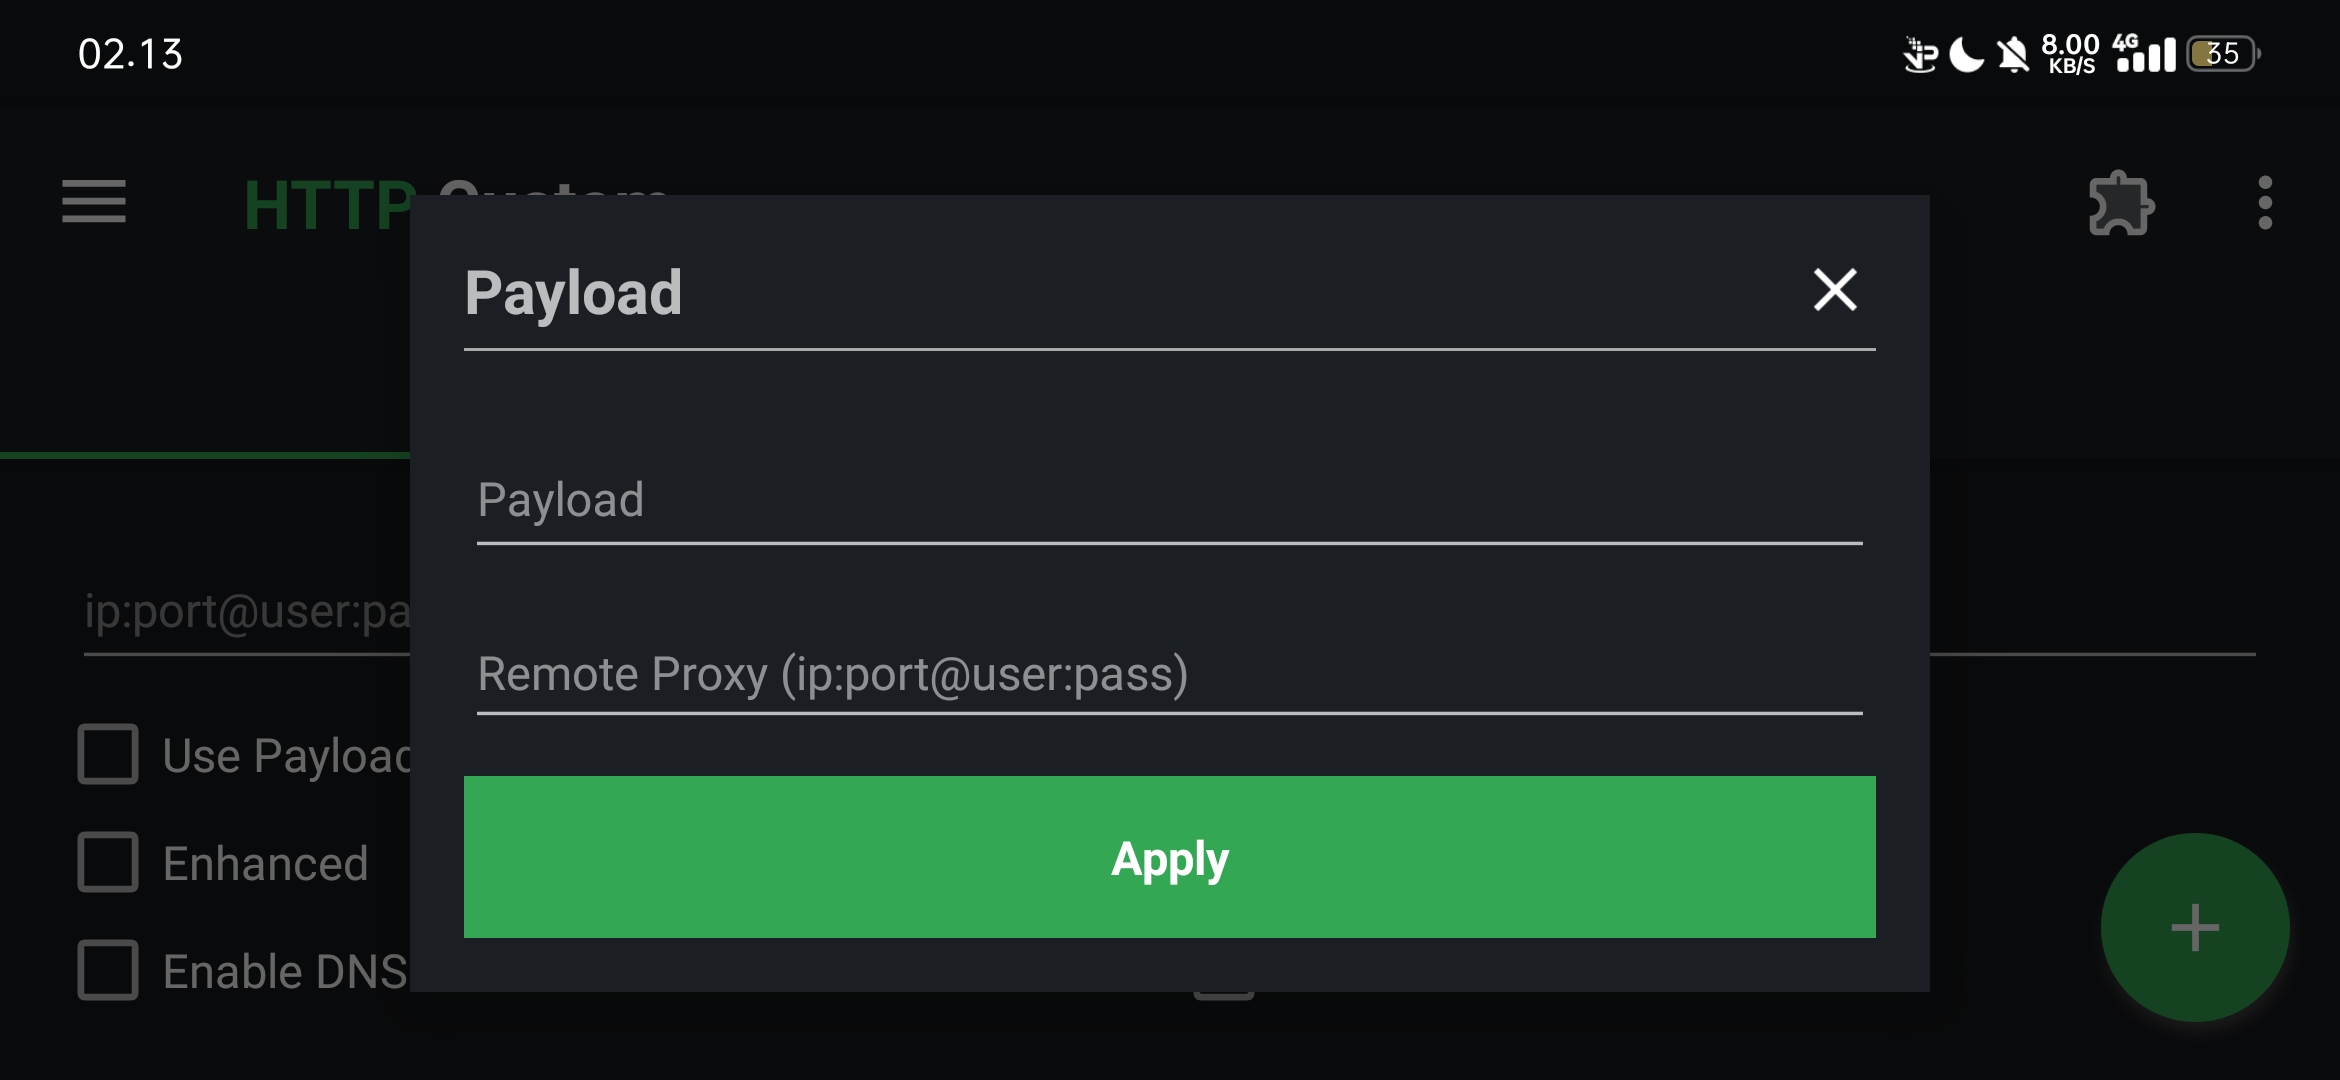 02.13
8.00
KB/S
4G
35
HTTP Custom
Payload
Payload
ip:port@user:pa
Remote Proxy (ip:port@user:pass)
Use Payload
Enhanced
Apply
Enable DNS